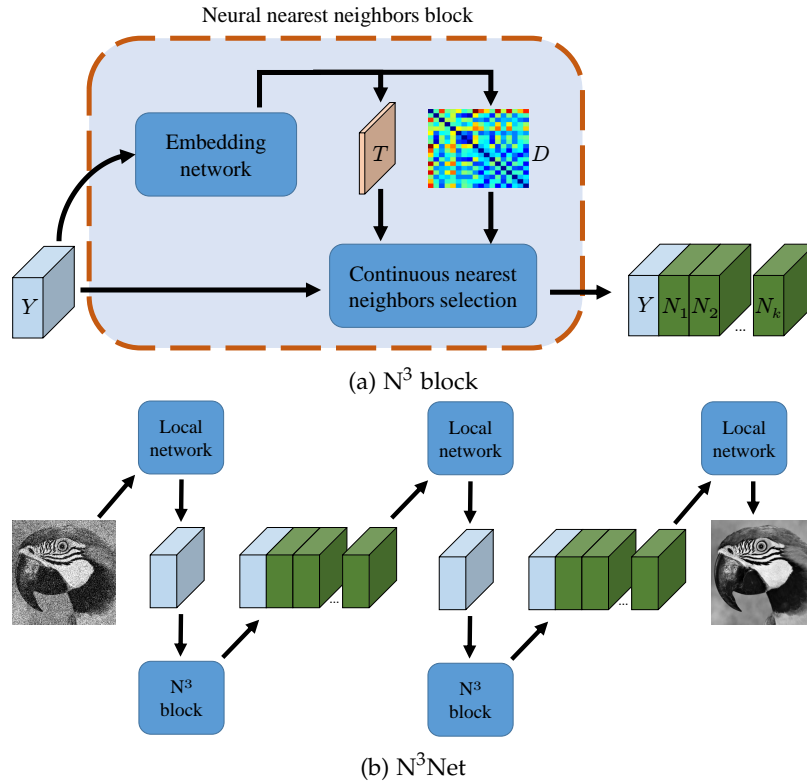 Neural nearest neighbors block
Embedding
network
T
D
Y
Continuous nearest
neighbors selection
Y N₁ N₂ ... Nₖ
(a) N³ block
Local
network
Local
network
Local
network
...
...
N³
block
N³
block
(b) N³Net